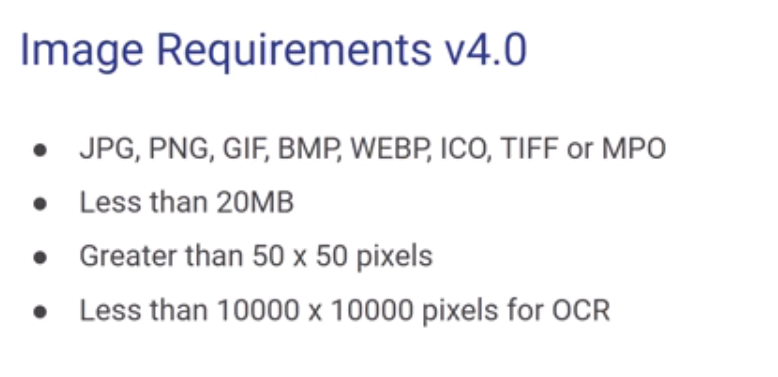 Image Requirements v4.0
● JPG, PNG, GIF, BMP, WEBP, ICO, TIFF or MPO
● Less than 20MB
● Greater than 50 x 50 pixels
● Less than 10000 x 10000 pixels for OCR